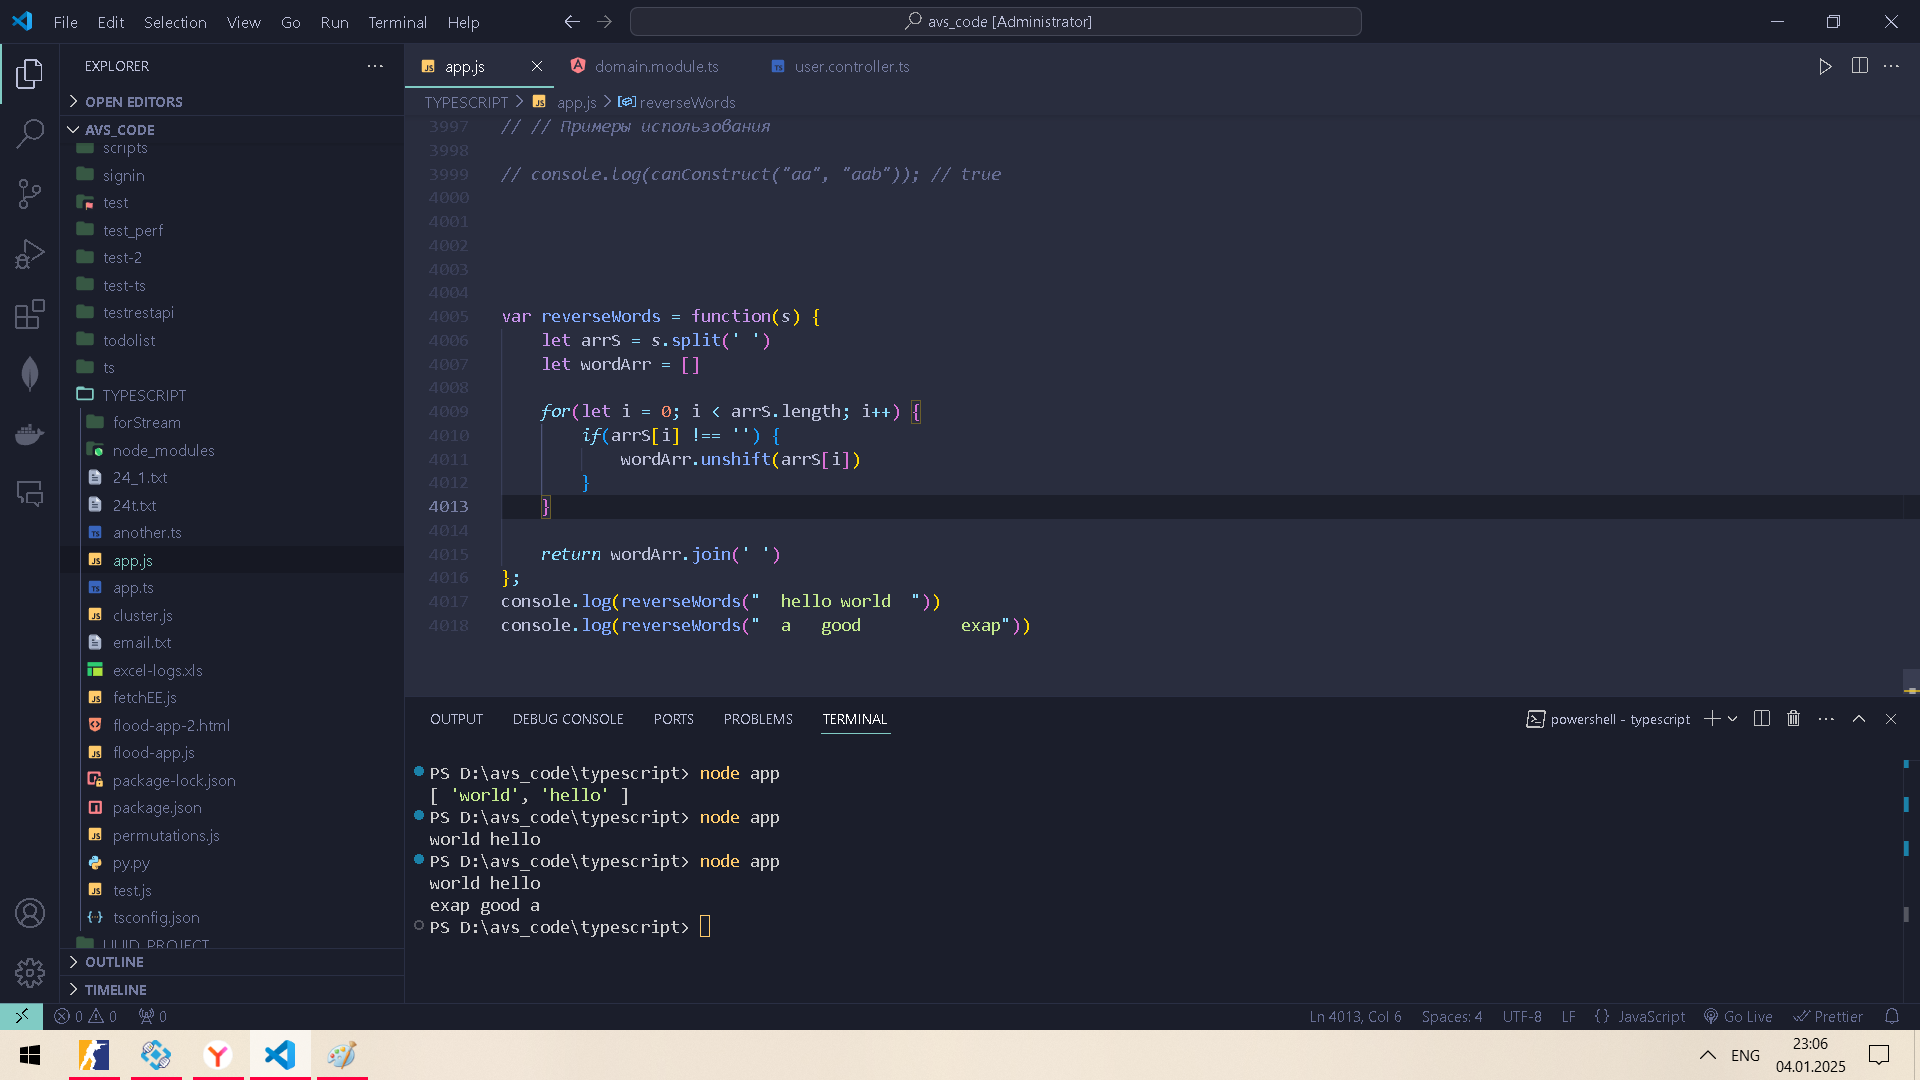 File Edit Selection View Go Run Terminal Help
avs_code [Administrator]
EXPLORER
OPEN EDITORS
AVS_CODE
scripts
signin
test
test_perf
test-2
test-ts
testrestapi
todolist
ts
TYPESCRIPT
forStream
node_modules
24_1.txt
24t.txt
another.ts
app.js
app.ts
cluster.js
email.txt
excel-logs.xls
fetchEE.js
flood-app-2.html
flood-app.js
package-lock.json
package.json
permutations.js
py.py
test.js
tsconfig.json
UUID_PROJECT
OUTLINE
TIMELINE
app.js domain.module.ts user.controller.ts
TYPESCRIPT > app.js > reverseWords
3997 // // Примеры использования
3998
3999 // console.log(canConstruct("aa", "aab")); // true
4000
4001
4002
4003
4004
4005 var reverseWords = function(s) {
4006     let arrS = s.split(' ')
4007     let wordArr = []
4008
4009     for(let i = 0; i < arrS.length; i++) {
4010         if(arrS[i] !== '') {
4011             wordArr.unshift(arrS[i])
4012         }
4013     }
4014
4015     return wordArr.join(' ')
4016 };
4017 console.log(reverseWords("  hello world  "))
4018 console.log(reverseWords("  a   good          exap"))
OUTPUT DEBUG CONSOLE PORTS PROBLEMS TERMINAL
powershell - typescript
PS D:\avs_code\typescript> node app
[ 'world', 'hello' ]
PS D:\avs_code\typescript> node app
world hello
PS D:\avs_code\typescript> node app
world hello
exap good a
PS D:\avs_code\typescript>
0 0 0
Ln 4013, Col 6 Spaces: 4 UTF-8 LF {} JavaScript Go Live Prettier
ENG
23:06
04.01.2025